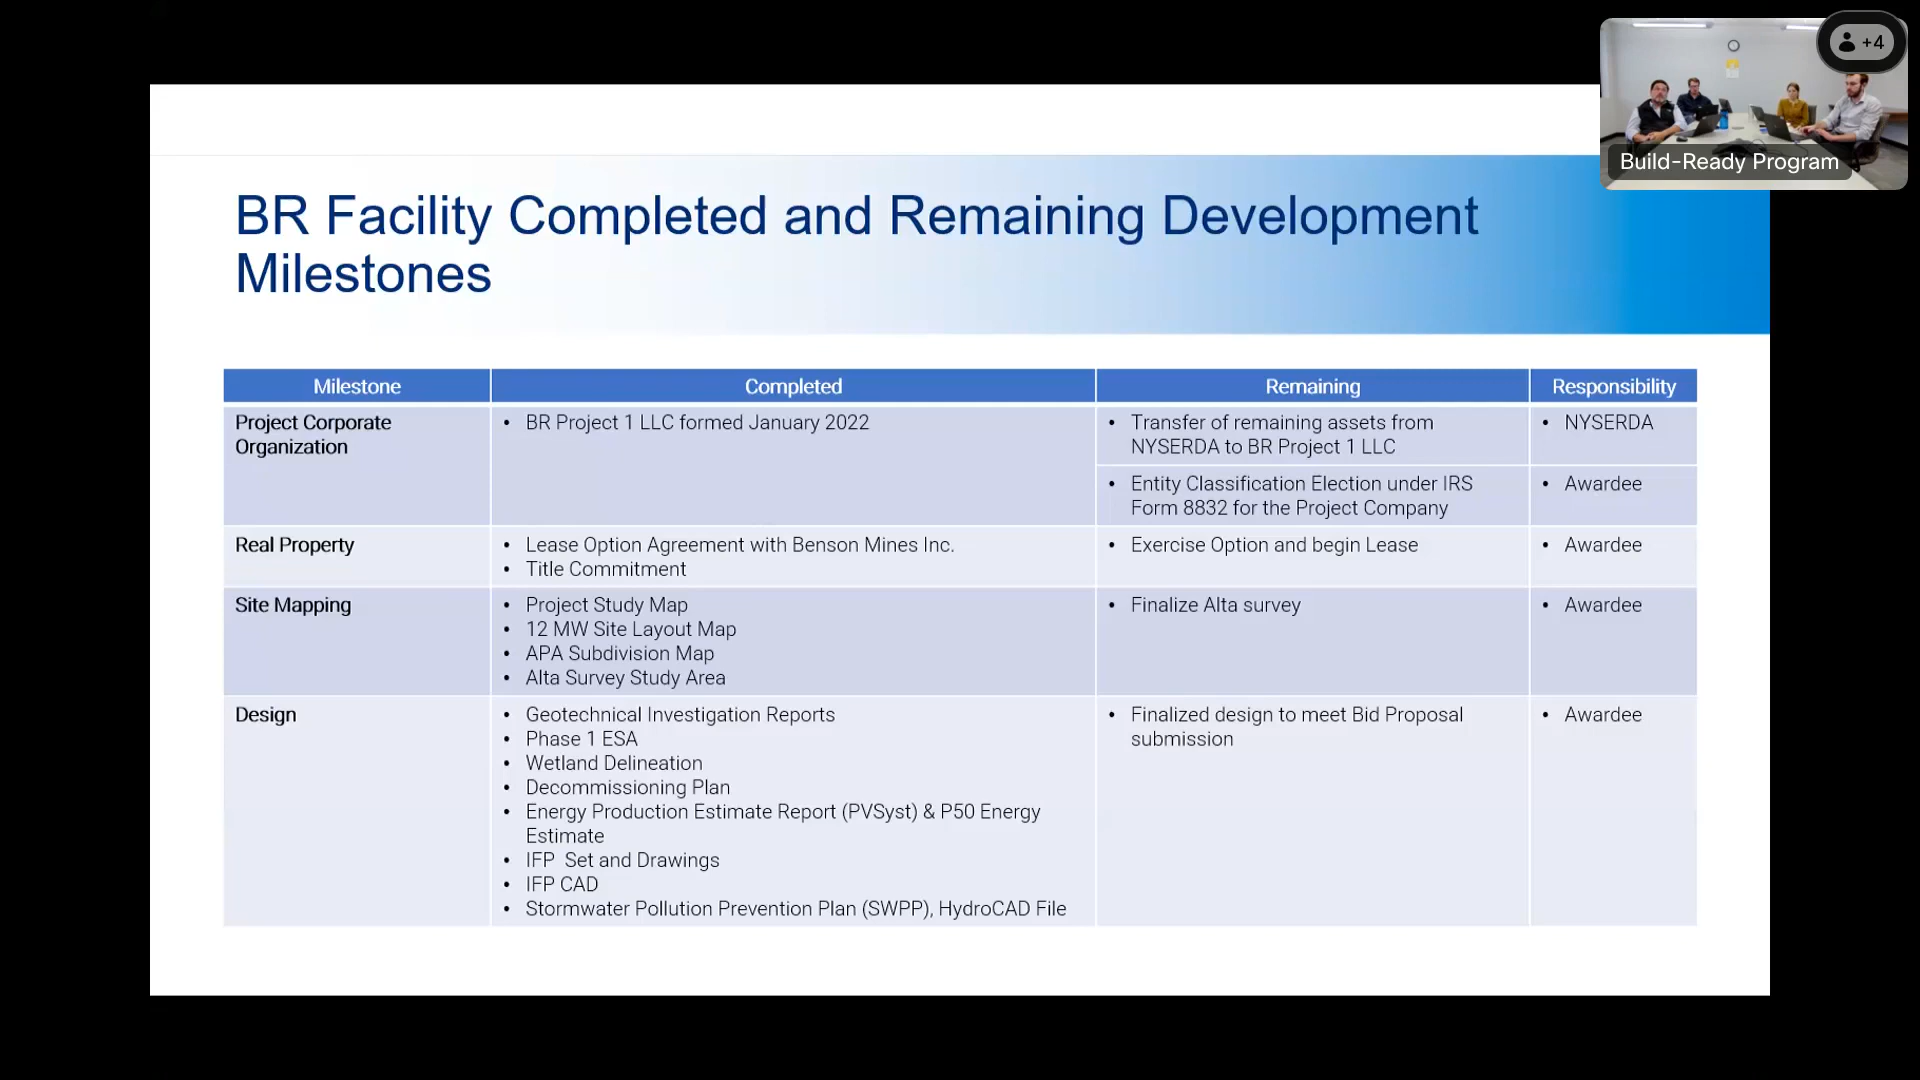 +4
Build-Ready Program
BR Facility Completed and Remaining Development
Milestones
Milestone
Completed
Remaining
Responsibility
Project Corporate
Organization
• BR Project 1 LLC formed January 2022
• Transfer of remaining assets from
NYSERDA to BR Project 1 LLC
• NYSERDA
• Entity Classification Election under IRS
Form 8832 for the Project Company
• Awardee
Real Property
• Lease Option Agreement with Benson Mines Inc.
• Title Commitment
• Exercise Option and begin Lease
• Awardee
Site Mapping
• Project Study Map
• 12 MW Site Layout Map
• APA Subdivision Map
• Alta Survey Study Area
• Finalize Alta survey
• Awardee
Design
• Geotechnical Investigation Reports
• Phase 1 ESA
• Wetland Delineation
• Decommissioning Plan
• Energy Production Estimate Report (PVSyst) & P50 Energy
Estimate
• IFP  Set and Drawings
• IFP CAD
• Stormwater Pollution Prevention Plan (SWPP), HydroCAD File
• Finalized design to meet Bid Proposal
submission
• Awardee